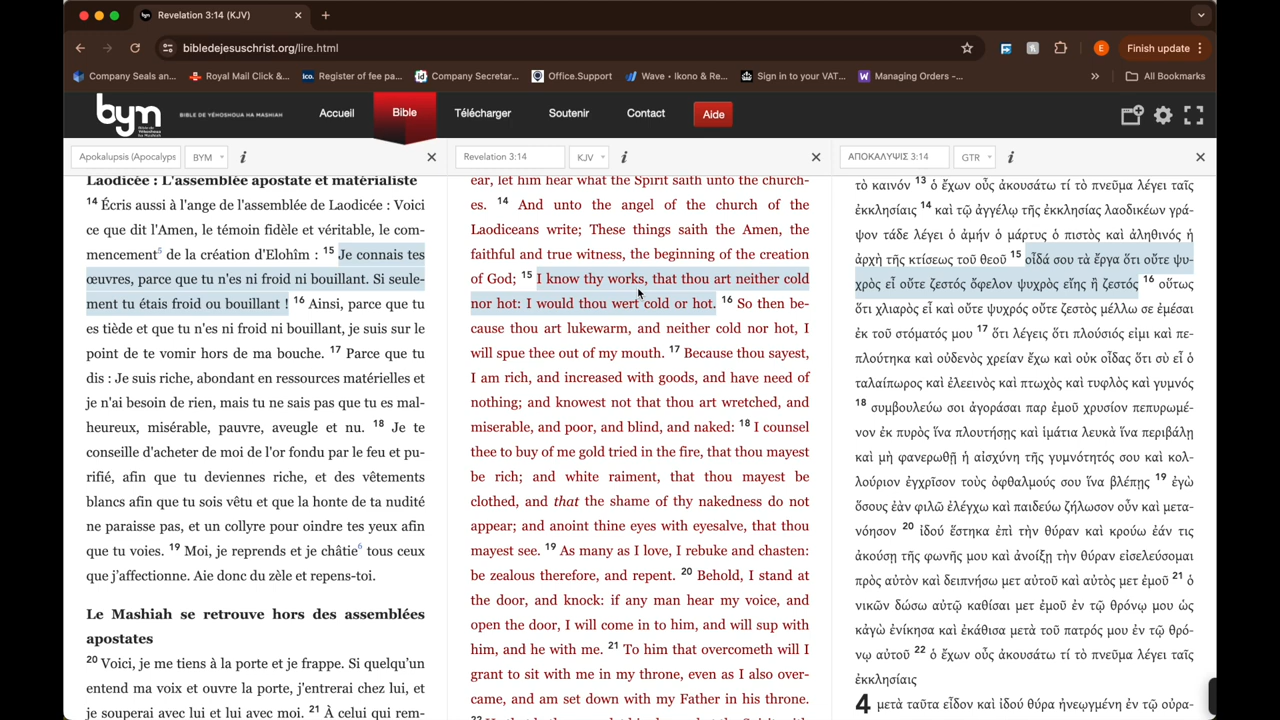 Revelation 3:14 (KJV)
bibledejesuschrist.org/lire.html
Finish update
E
Company Seals an...
Royal Mail Click &...
ico.
Register of fee pa...
Company Secretar...
Office.Support
Wave • Ikono & Re...
Sign in to your VAT...
Managing Orders -...
All Bookmarks
bym
BIBLE DE YÉHOSHOUA HA MASHIAH
Accueil
Bible
Télécharger
Soutenir
Contact
Aide
Apokalupsis (Apocalyps
BYM
Laodicée : L'assemblée apostate et matérialiste
14 Écris aussi à l'ange de l'assemblée de Laodicée : Voici
ce que dit l'Amen, le témoin fidèle et véritable, le com-
mencement5 de la création d'Elohîm : 15 Je connais tes
œuvres, parce que tu n'es ni froid ni bouillant. Si seule-
ment tu étais froid ou bouillant ! 16 Ainsi, parce que tu
es tiède et que tu n'es ni froid ni bouillant, je suis sur le
point de te vomir hors de ma bouche. 17 Parce que tu
dis : Je suis riche, abondant en ressources matérielles et
je n'ai besoin de rien, mais tu ne sais pas que tu es mal-
heureux, misérable, pauvre, aveugle et nu. 18 Je te
conseille d'acheter de moi de l'or fondu par le feu et pu-
rifié, afin que tu deviennes riche, et des vêtements
blancs afin que tu sois vêtu et que la honte de ta nudité
ne paraisse pas, et un collyre pour oindre tes yeux afin
que tu voies. 19 Moi, je reprends et je châtie6 tous ceux
que j'affectionne. Aie donc du zèle et repens-toi.
Le Mashiah se retrouve hors des assemblées
apostates
20 Voici, je me tiens à la porte et je frappe. Si quelqu'un
entend ma voix et ouvre la porte, j'entrerai chez lui, et
je souperai avec lui et lui avec moi. 21 À celui qui rem-
Revelation 3:14
KJV
ear, let him hear what the Spirit saith unto the church-
es. 14 And unto the angel of the church of the
Laodiceans write; These things saith the Amen, the
faithful and true witness, the beginning of the creation
of God; 15 I know thy works, that thou art neither cold
nor hot: I would thou wert cold or hot. 16 So then be-
cause thou art lukewarm, and neither cold nor hot, I
will spue thee out of my mouth. 17 Because thou sayest,
I am rich, and increased with goods, and have need of
nothing; and knowest not that thou art wretched, and
miserable, and poor, and blind, and naked: 18 I counsel
thee to buy of me gold tried in the fire, that thou mayest
be rich; and white raiment, that thou mayest be
clothed, and that the shame of thy nakedness do not
appear; and anoint thine eyes with eyesalve, that thou
mayest see. 19 As many as I love, I rebuke and chasten:
be zealous therefore, and repent. 20 Behold, I stand at
the door, and knock: if any man hear my voice, and
open the door, I will come in to him, and will sup with
him, and he with me. 21 To him that overcometh will I
grant to sit with me in my throne, even as I also over-
came, and am set down with my Father in his throne.
ΑΠΟΚΑΛΥΨΙΣ 3:14
GTR
τὸ καινόν 13 ὁ ἔχων οὖς ἀκουσάτω τί τὸ πνεῦμα λέγει ταῖς
ἐκκλησίαις 14 καὶ τῷ ἀγγέλῳ τῆς ἐκκλησίας λαοδικέων γρά-
ψον τάδε λέγει ὁ ἀμήν ὁ μάρτυς ὁ πιστὸς καὶ ἀληθινός ἡ
ἀρχὴ τῆς κτίσεως τοῦ θεοῦ 15 οἶδά σου τὰ ἔργα ὅτι οὔτε ψυ-
χρὸς εἶ οὔτε ζεστός ὄφελον ψυχρὸς εἴης ἢ ζεστός 16 οὕτως
ὅτι χλιαρὸς εἶ καὶ οὔτε ψυχρός οὔτε ζεστὸς μέλλω σε ἐμέσαι
ἐκ τοῦ στόματός μου 17 ὅτι λέγεις ὅτι πλούσιός εἰμι καὶ πε-
πλούτηκα καὶ οὐδενὸς χρείαν ἔχω καὶ οὐκ οἶδας ὅτι σὺ εἶ ὁ
ταλαίπωρος καὶ ἐλεεινὸς καὶ πτωχὸς καὶ τυφλὸς καὶ γυμνός
18 συμβουλεύω σοι ἀγοράσαι παρ ἐμοῦ χρυσίον πεπυρωμέ-
νον ἐκ πυρὸς ἵνα πλουτήσῃς καὶ ἱμάτια λευκὰ ἵνα περιβάλῃ
καὶ μὴ φανερωθῇ ἡ αἰσχύνη τῆς γυμνότητός σου καὶ κολ-
λούριον ἐγχρῖσον τοὺς ὀφθαλμούς σου ἵνα βλέπῃς 19 ἐγὼ
ὅσους ἐὰν φιλῶ ἐλέγχω καὶ παιδεύω ζήλωσον οὖν καὶ μετα-
νόησον 20 ἰδού ἕστηκα ἐπὶ τὴν θύραν καὶ κρούω ἐάν τις
ἀκούσῃ τῆς φωνῆς μου καὶ ἀνοίξῃ τὴν θύραν εἰσελεύσομαι
πρὸς αὐτὸν καὶ δειπνήσω μετ αὐτοῦ καὶ αὐτὸς μετ ἐμοῦ 21 ὁ
νικῶν δώσω αὐτῷ καθίσαι μετ ἐμοῦ ἐν τῷ θρόνῳ μου ὡς
κἀγὼ ἐνίκησα καὶ ἐκάθισα μετὰ τοῦ πατρός μου ἐν τῷ θρό-
νῳ αὐτοῦ 22 ὁ ἔχων οὖς ἀκουσάτω τί τὸ πνεῦμα λέγει ταῖς
ἐκκλησίαις
4 μετὰ ταῦτα εἶδον καὶ ἰδού θύρα ἠνεῳγμένη ἐν τῷ οὐρα-